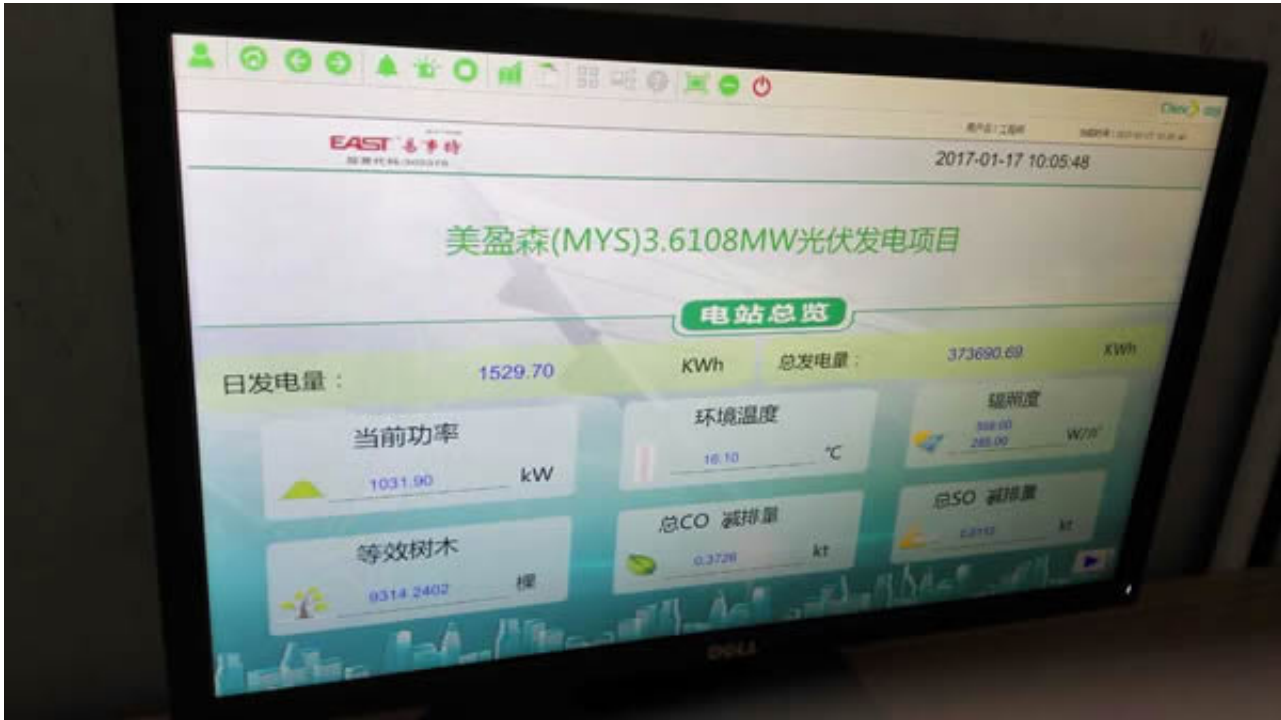 EAST 易事特
2017-01-17 10:05:48
美盈森(MYS)3.6108MW光伏发电项目
电站总览
日发电量： 1529.70 KWh 总发电量： 373690.69 KWh
当前功率
1031.90 kW
环境温度
16.10 ℃
辐照度
W/㎡
等效树木
9314.2402 棵
总CO 减排量
0.3726 kt
总SO 减排量
kt
DELL